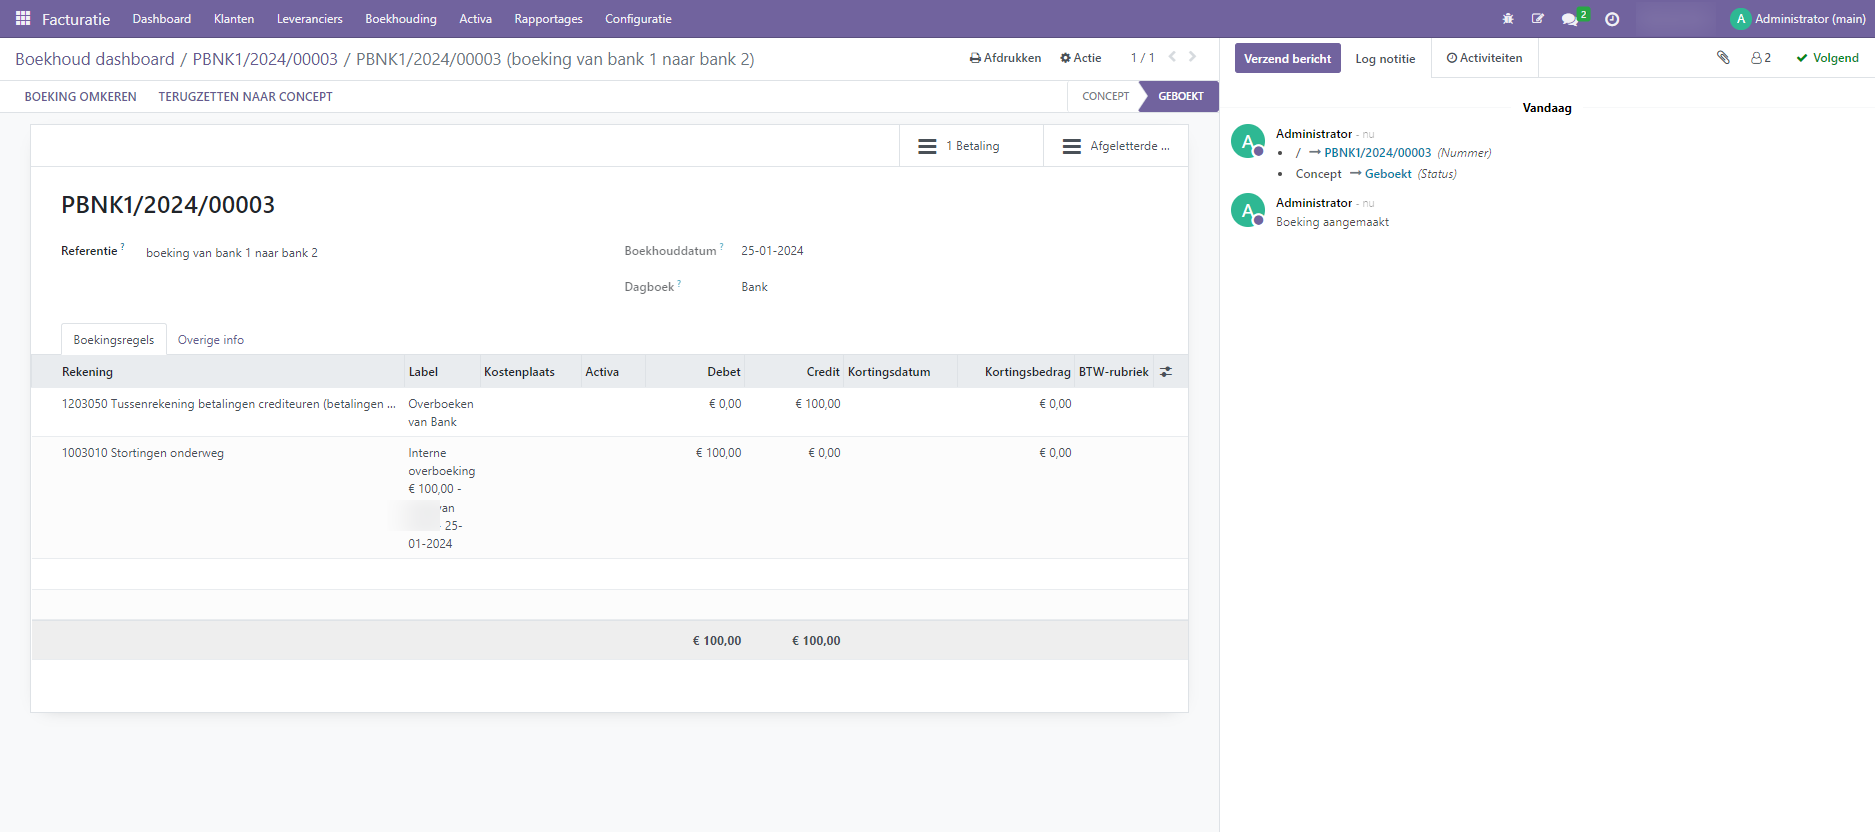 Facturatie Dashboard Klanten Leveranciers Boekhouding Activa Rapportages Configuratie 2 A Administrator (main)
Boekhoud dashboard / PBNK1/2024/00003 / PBNK1/2024/00003 (boeking van bank 1 naar bank 2) Afdrukken Actie 1 / 1
BOEKING OMKEREN TERUGZETTEN NAAR CONCEPT CONCEPT GEBOEKT
1 Betaling Afgeletterde ...
PBNK1/2024/00003
Referentie ? boeking van bank 1 naar bank 2
Boekhouddatum ? 25-01-2024
Dagboek ? Bank
Boekingsregels Overige info
Rekening Label Kostenplaats Activa Debet Credit Kortingsdatum Kortingsbedrag BTW-rubriek
1203050 Tussenrekening betalingen crediteuren (betalingen ... Overboeken € 0,00 € 100,00 € 0,00
van Bank
1003010 Stortingen onderweg Interne € 100,00 € 0,00 € 0,00
overboeking
€ 100,00 -
van
25-
01-2024
€ 100,00 € 100,00
Verzend bericht Log notitie Activiteiten 2 Volgend
Vandaag
A Administrator - nu
• / → PBNK1/2024/00003 (Nummer)
• Concept → Geboekt (Status)
A Administrator - nu
Boeking aangemaakt